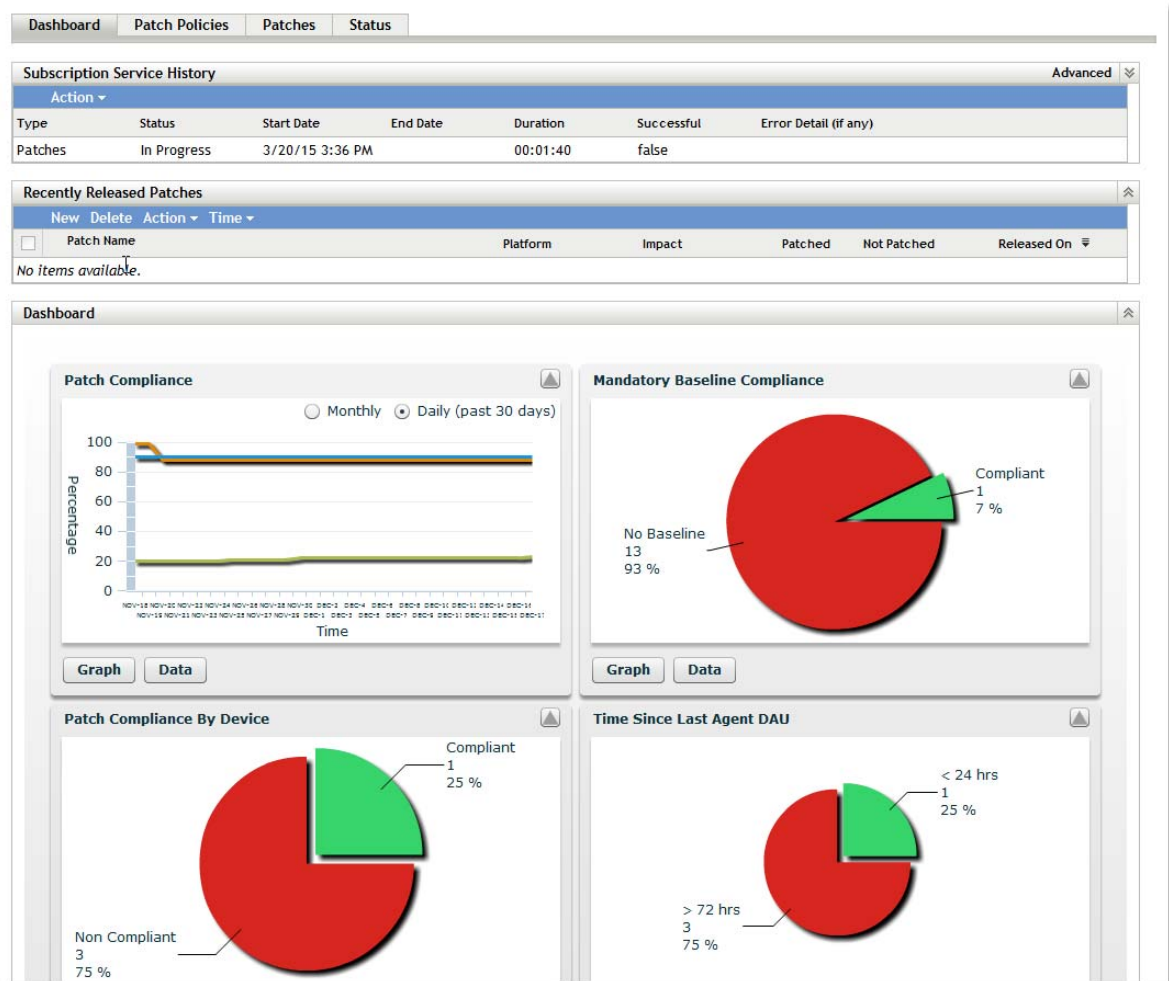 Dashboard Patch Policies Patches Status
Subscription Service History Advanced
Action
Type Status Start Date End Date Duration Successful Error Detail (if any)
Patches In Progress 3/20/15 3:36 PM 00:01:40 false
Recently Released Patches
New Delete Action Time
Patch Name Platform Impact Patched Not Patched Released On
No items available.
Dashboard
Patch Compliance
Monthly Daily (past 30 days)
100
80
60
40
20
0
Percentage
Time
Graph Data
Mandatory Baseline Compliance
Compliant
1
7 %
No Baseline
13
93 %
Graph Data
Patch Compliance By Device
Compliant
1
25 %
Non Compliant
3
75 %
Time Since Last Agent DAU
< 24 hrs
1
25 %
> 72 hrs
3
75 %